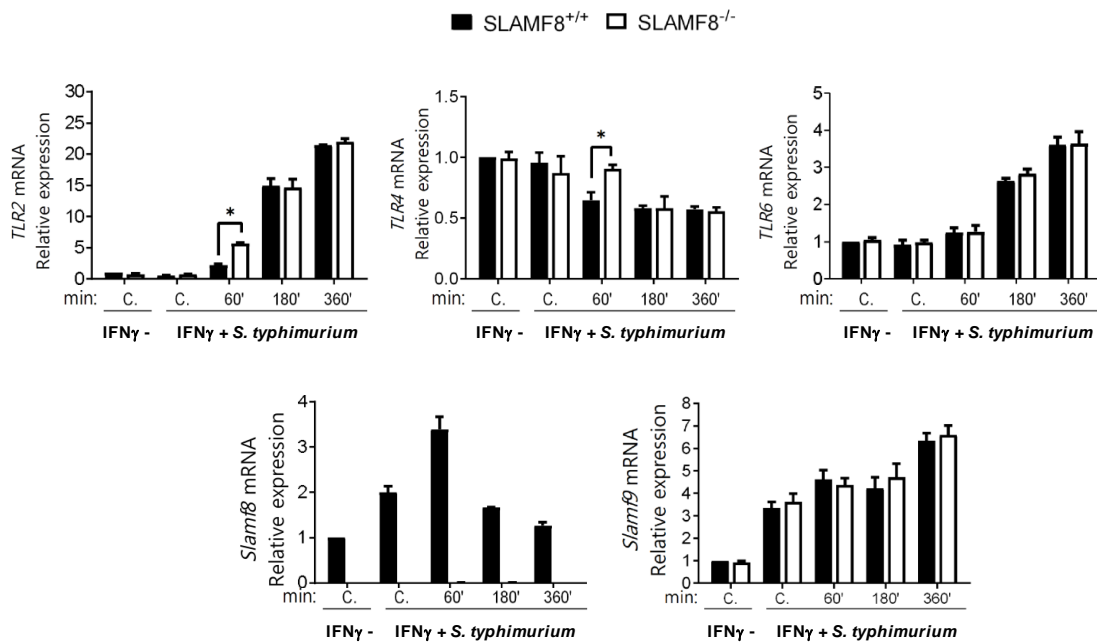 SLAMF8+/+ SLAMF8-/-
TLR2 mRNA
Relative expression
30
25
20
15
10
5
0
min: C. C. 60' 180' 360'
IFNγ - IFNγ + S. typhimurium
TLR4 mRNA
Relative expression
1.5
1.0
0.5
0.0
*
min: C. C. 60' 180' 360'
IFNγ - IFNγ + S. typhimurium
TLR6 mRNA
Relative expression
5
4
3
2
1
0
min: C. C. 60' 180' 360'
IFNγ - IFNγ + S. typhimurium
*
Slamf8 mRNA
Relative expression
4
3
2
1
0
min: C. C. 60' 180' 360'
IFNγ - IFNγ + S. typhimurium
Slamf9 mRNA
Relative expression
8
7
6
5
4
3
2
1
0
min: C. C. 60' 180' 360'
IFNγ - IFNγ + S. typhimurium